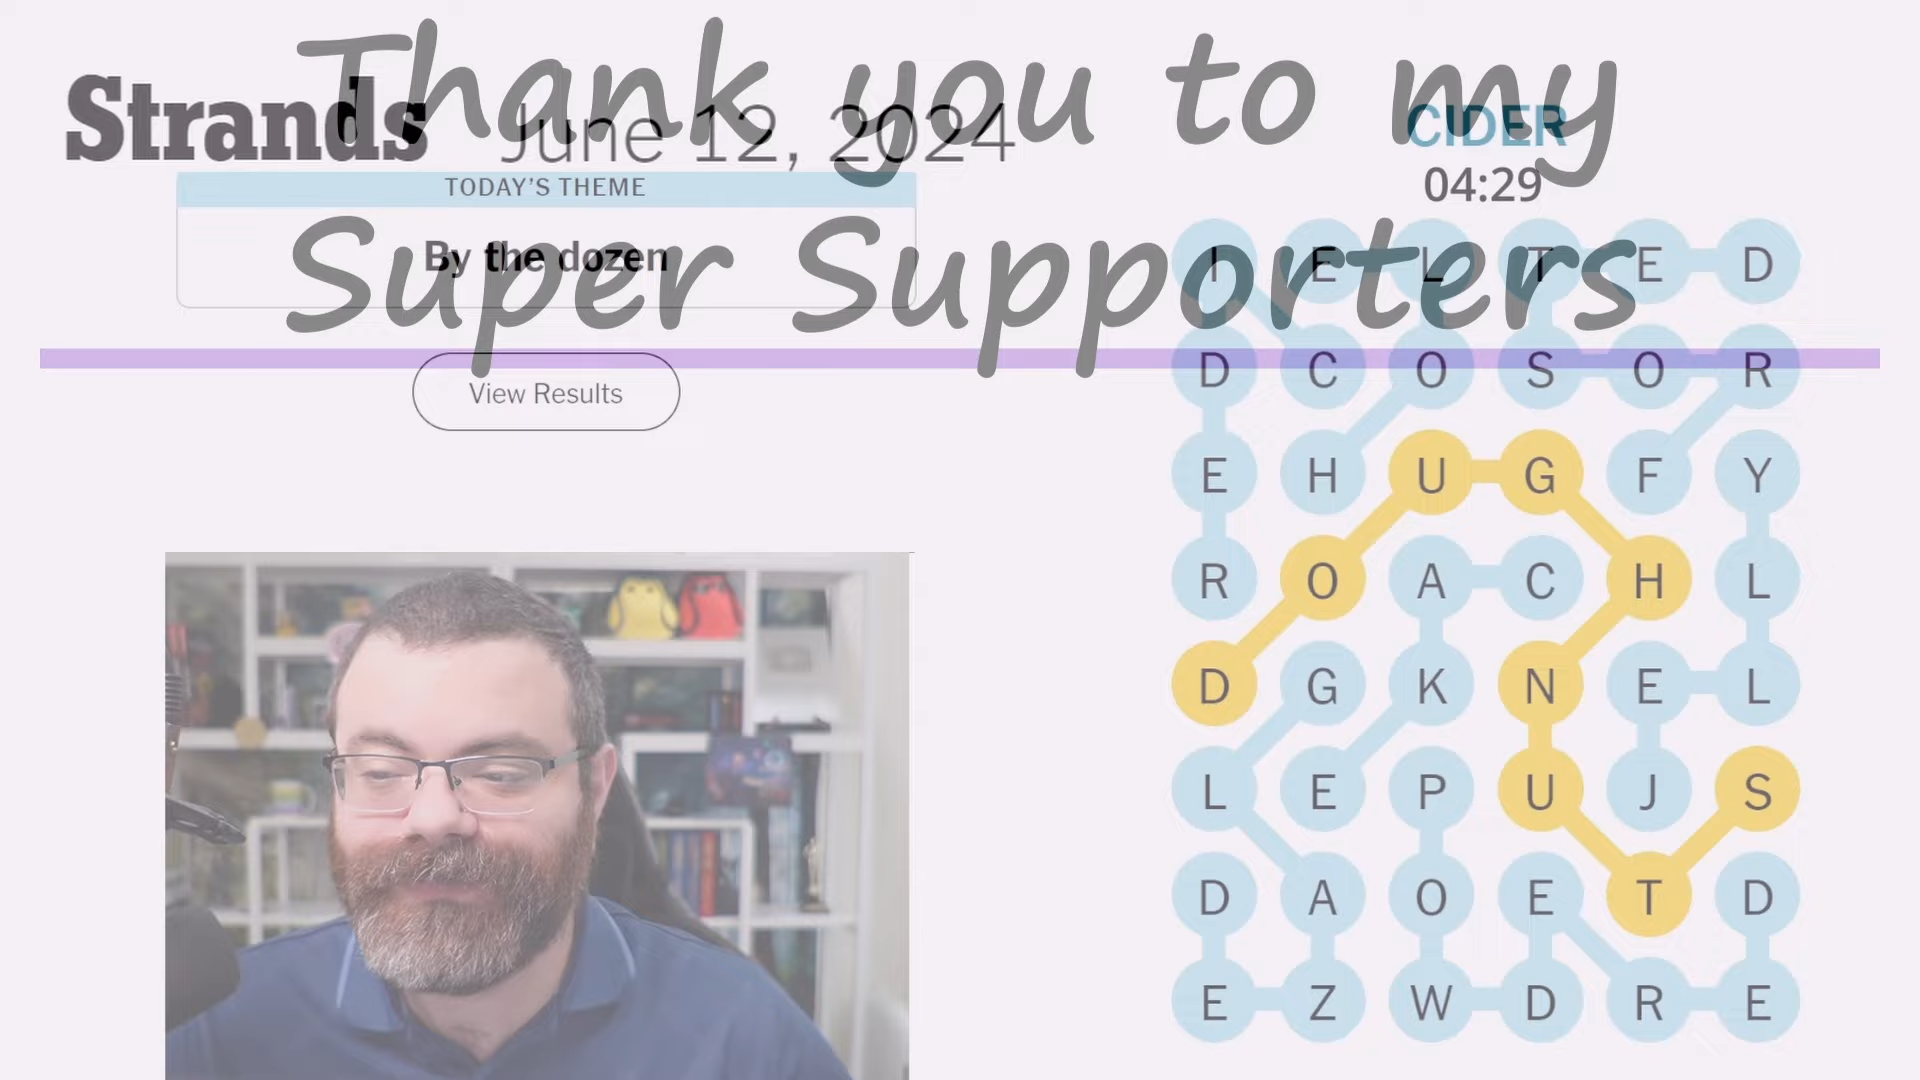 Thank you to my
Super Supporters
Strands June 12, 2024
TODAY'S THEME
By the dozen
View Results
CIDER
04:29
I E L T E D
D C O S O R
E H U G F Y
R O A C H L
D G K N E L
L E P U J S
D A O E T D
E Z W D R E